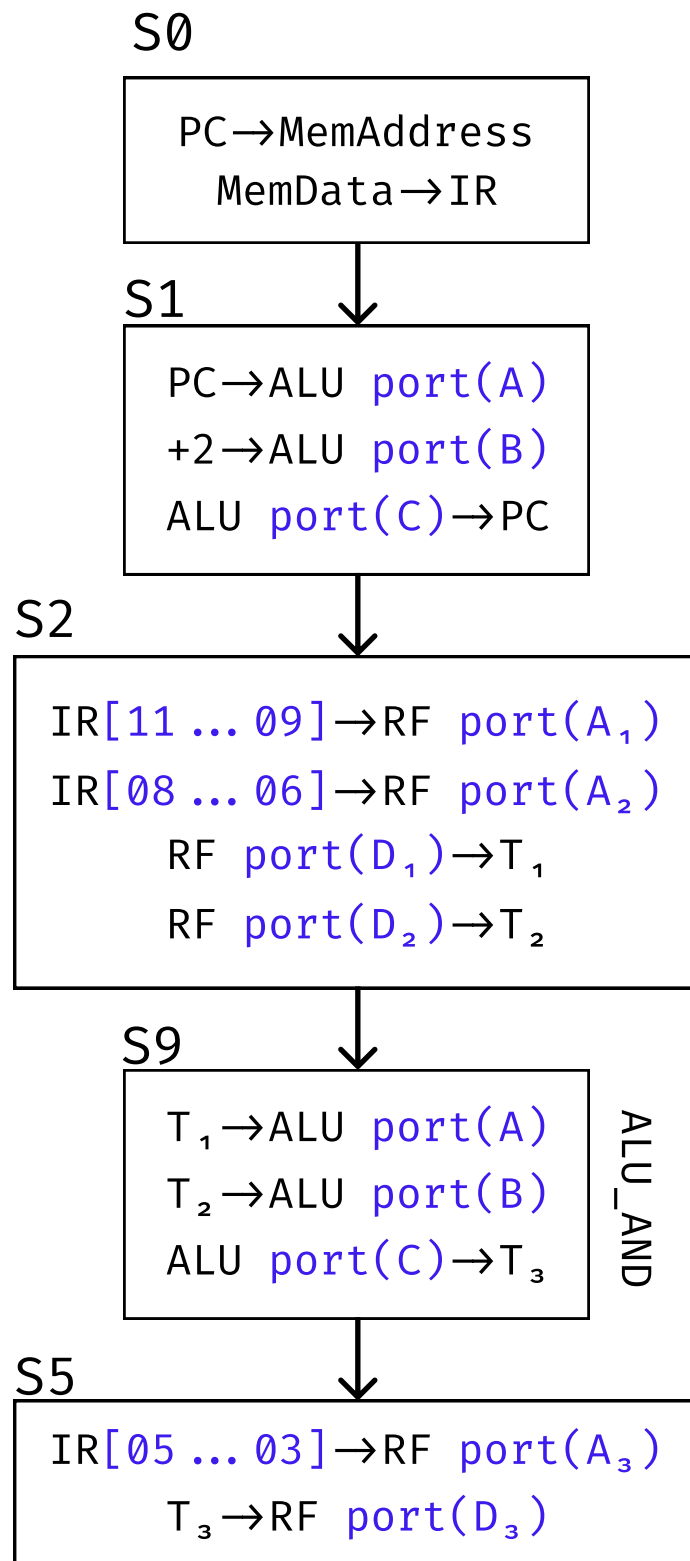 S0
PC→MemAddress
MemData→IR
S1
PC→ALU port(A)
+2→ALU port(B)
ALU port(C)→PC
S2
IR[11 … 09]→RF port(A₁)
IR[08 … 06]→RF port(A₂)
RF port(D₁)→T₁
RF port(D₂)→T₂
S9
T₁→ALU port(A)
T₂→ALU port(B)
ALU port(C)→T₃
ALU_AND
S5
IR[05 … 03]→RF port(A₃)
T₃→RF port(D₃)